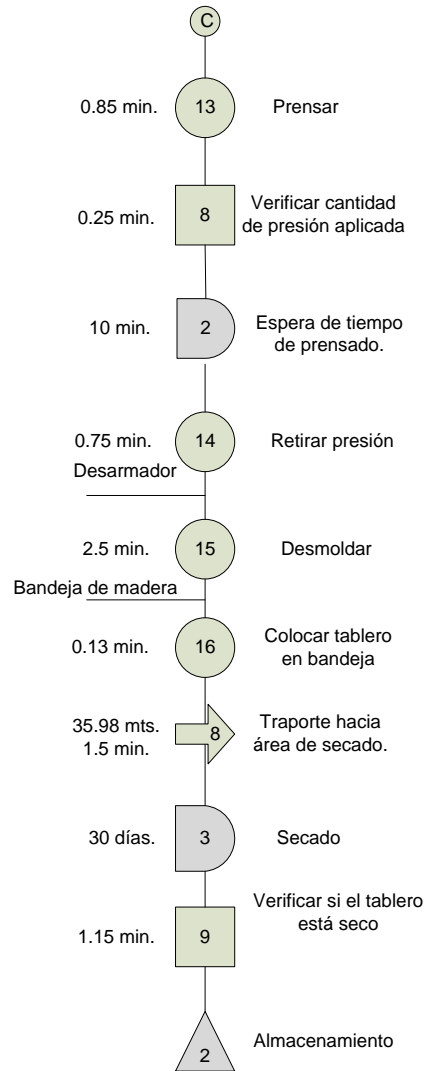 C
0.85 min.
13
Prensar
0.25 min.
8
Verificar cantidad
de presión aplicada
10 min.
2
Espera de tiempo
de prensado.
0.75 min.
14
Retirar presión
Desarmador
2.5 min.
15
Desmoldar
Bandeja de madera
0.13 min.
16
Colocar tablero
en bandeja
35.98 mts.
1.5 min.
8
Traporte hacia
área de secado.
30 días.
3
Secado
1.15 min.
9
Verificar si el tablero
está seco
2
Almacenamiento